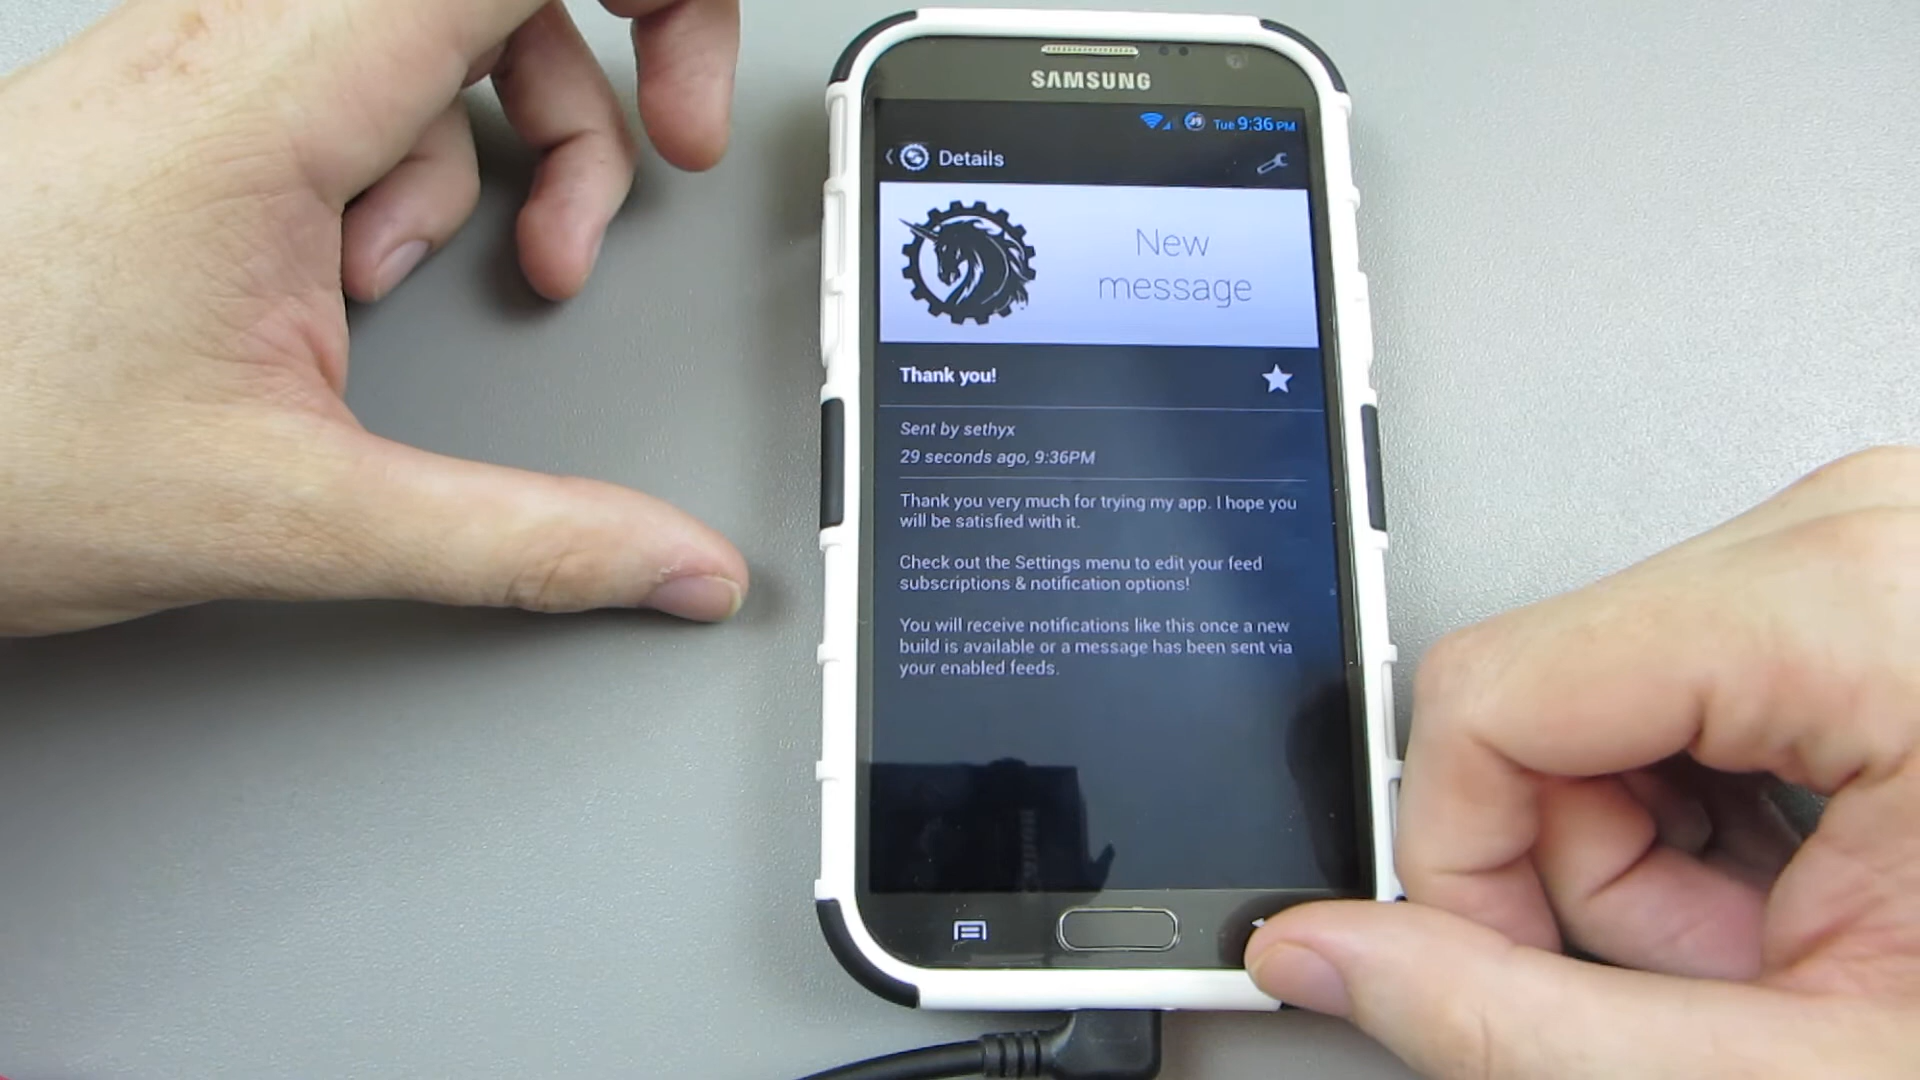 SAMSUNG
Tue 9:36 PM
Details
New
message
Thank you!
Sent by sethyx
29 seconds ago, 9:36PM
Thank you very much for trying my app. I hope you
will be satisfied with it.
Check out the Settings menu to edit your feed
subscriptions & notification options!
You will receive notifications like this once a new
build is available or a message has been sent via
your enabled feeds.